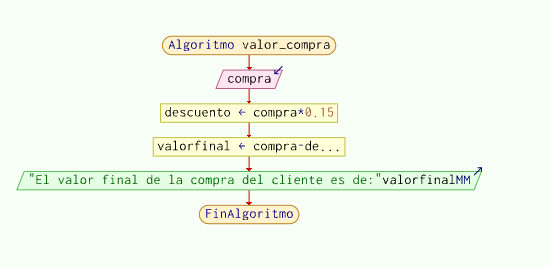 Algoritmo valor_compra
compra
descuento ← compra*0.15
valorfinal ← compra-de...
"El valor final de la compra del cliente es de:"valorfinalMM
FinAlgoritmo